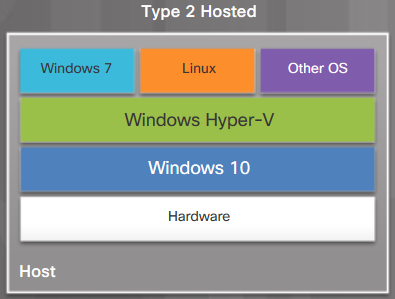 Type 2 Hosted
Windows 7
Linux
Other OS
Windows Hyper-V
Windows 10
Hardware
Host